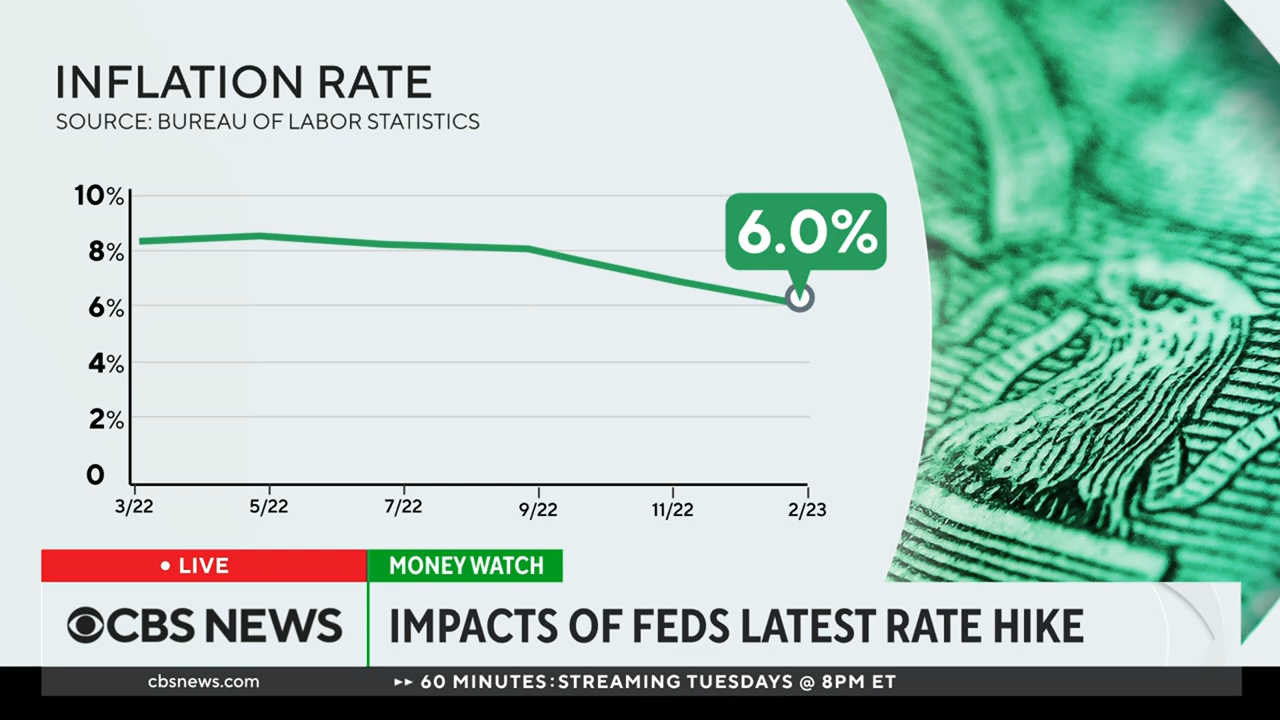 INFLATION RATE
SOURCE: BUREAU OF LABOR STATISTICS
10%
8%
6%
4%
2%
0
6.0%
3/22 5/22 7/22 9/22 11/22 2/23
• LIVE
MONEY WATCH
CBS NEWS
IMPACTS OF FEDS LATEST RATE HIKE
cbsnews.com
▸▸ 60 MINUTES: STREAMING TUESDAYS @ 8PM ET